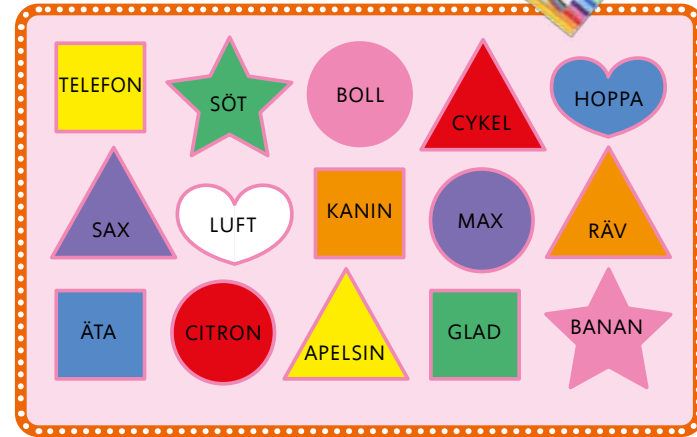 TELEFON
SÖT
BOLL
CYKEL
HOPPA
SAX
LUFT
KANIN
MAX
RÄV
ÄTA
CITRON
APELSIN
GLAD
BANAN